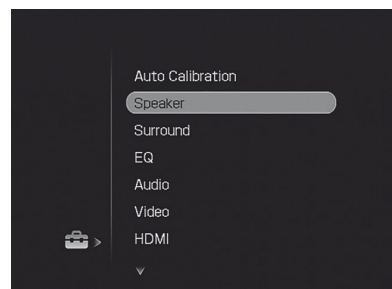 Auto Calibration
Speaker
Surround
EQ
Audio
Video
HDMI